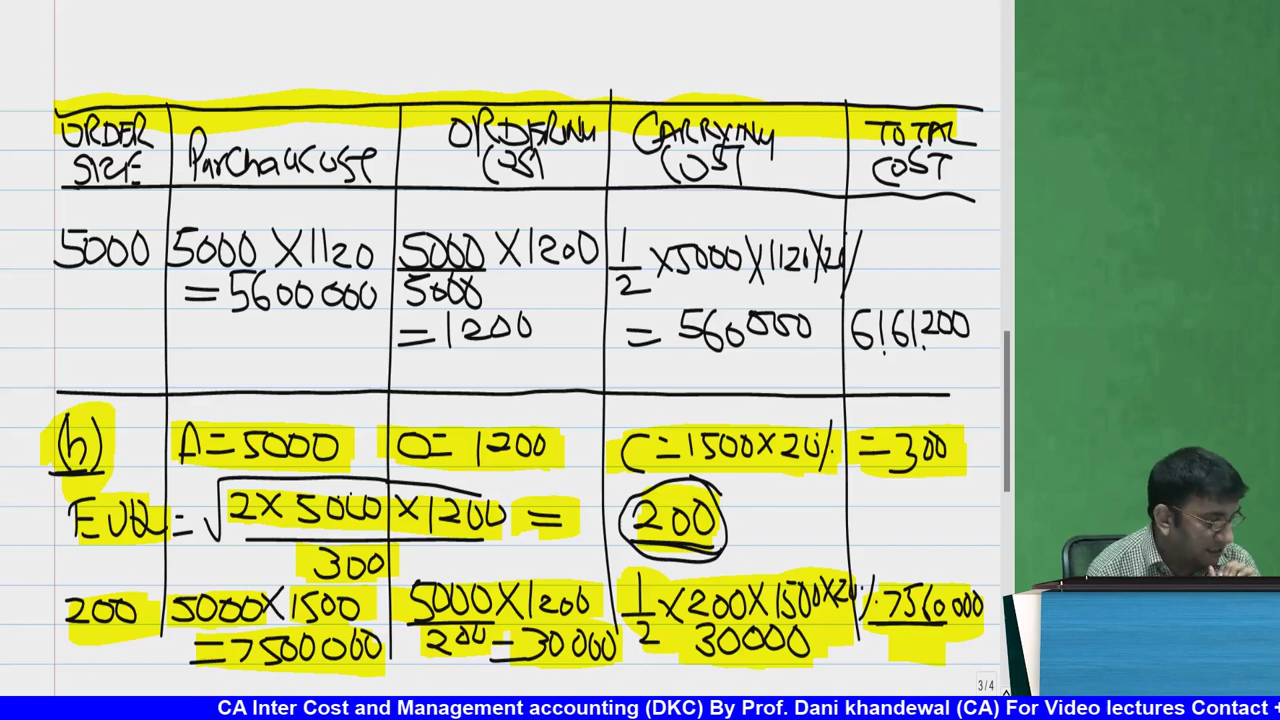 ORDER SIZE | Purchase Cost | ORDERING COST | CARRYING COST | TOTAL COST
5000 | 5000 X 1120 = 5600000 | 5000/5000 X 1200 = 1200 | 1/2 X 5000 X 1120 X 20% = 560000 | 6161200
(b) A = 5000 O = 1200 C = 1500 X 20% = 300
EOQ = √(2 X 5000 X 1200 / 300) = 200
200 | 5000 X 1500 = 7500000 | 5000/200 X 1200 = 30000 | 1/2 X 200 X 1500 X 20% 30000 | 7560000
3/4
CA Inter Cost and Management accounting (DKC) By Prof. Dani khandewal (CA) For Video lectures Contact